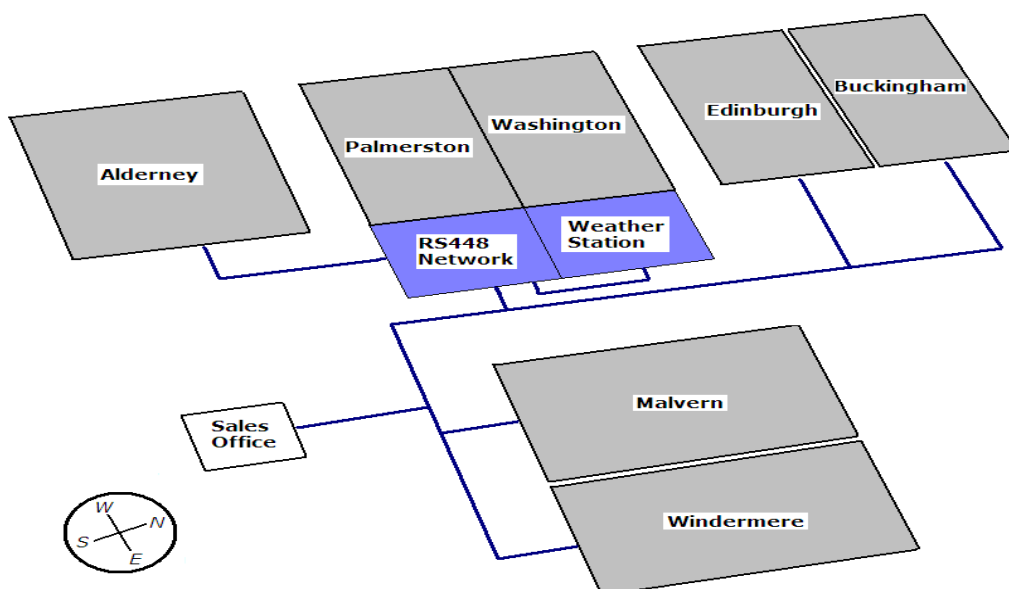 Buckingham
Edinburgh
Washington
Palmerston
Alderney
Weather
Station
RS448
Network
Malvern
Sales
Office
Windermere
W
N
S
E